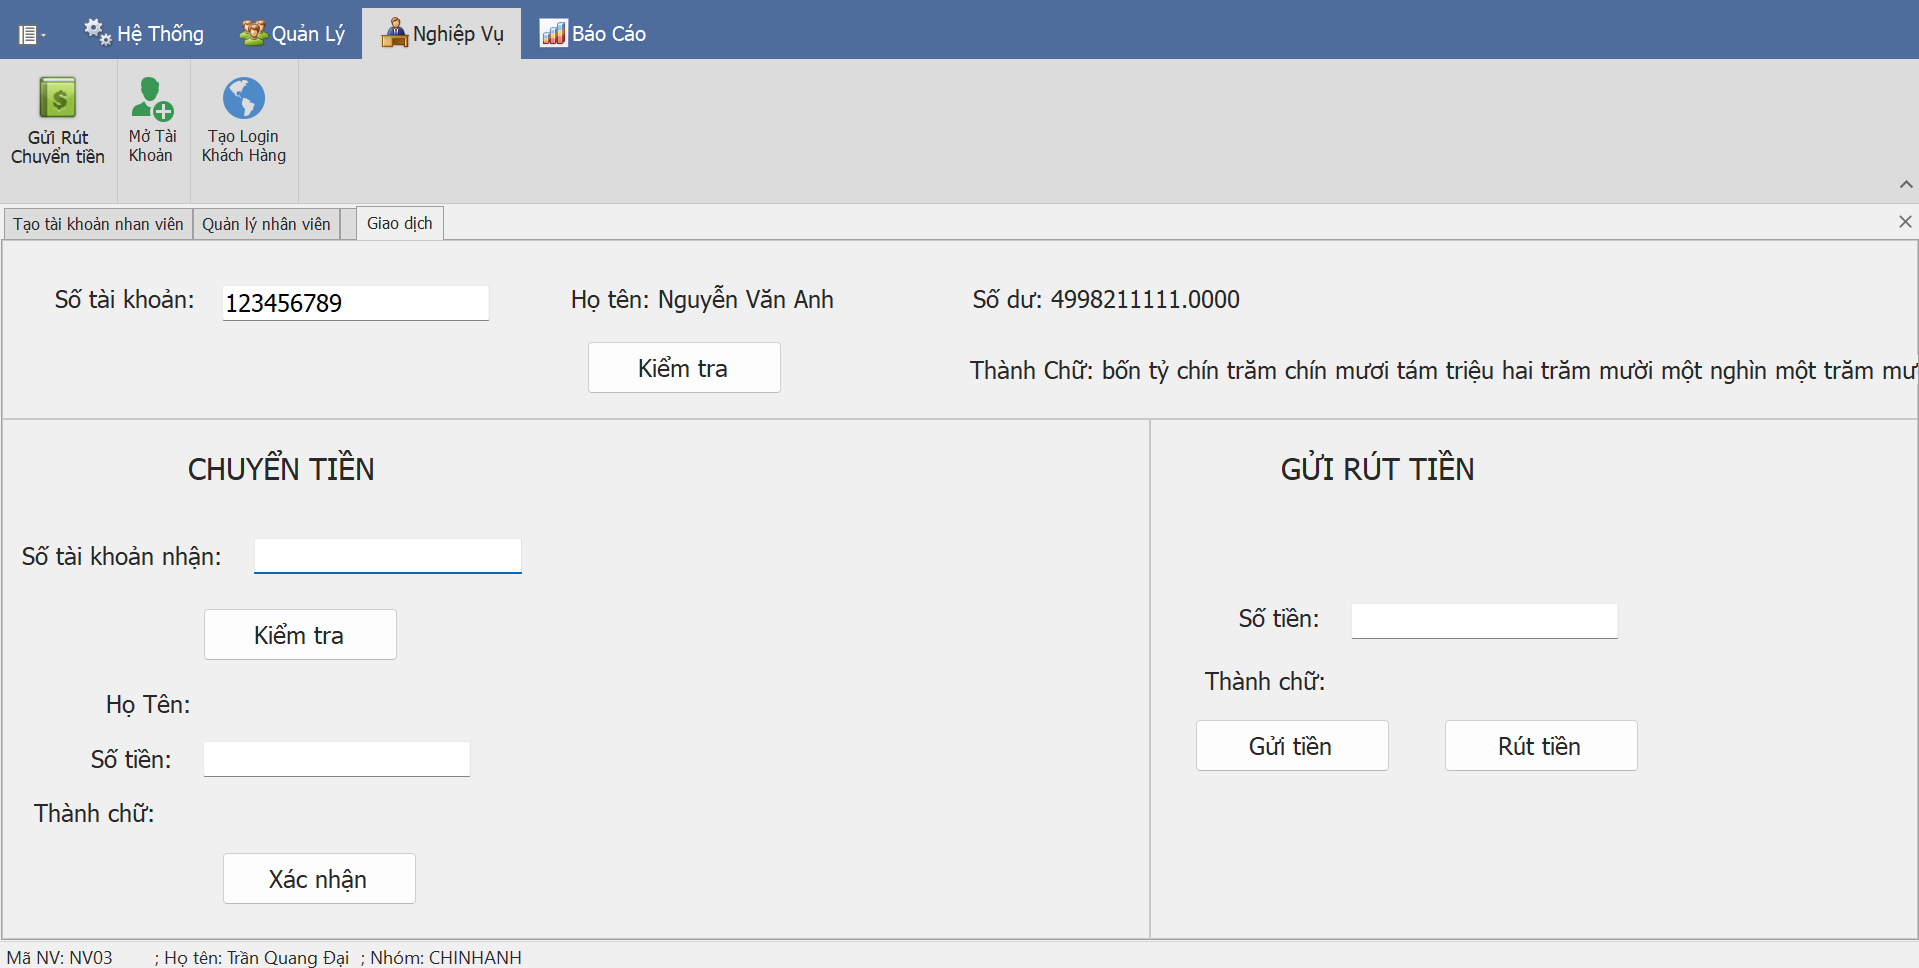 Hệ Thống Quản Lý Nghiệp Vụ Báo Cáo
Gửi Rút
Chuyển tiền
Mở Tài
Khoản
Tạo Login
Khách Hàng
Tạo tài khoản nhan viên Quản lý nhân viên Giao dịch
Số tài khoản: 123456789 Họ tên: Nguyễn Văn Anh Số dư: 4998211111.0000
Kiểm tra Thành Chữ: bốn tỷ chín trăm chín mươi tám triệu hai trăm mười một nghìn một trăm
CHUYỂN TIỀN
Số tài khoản nhận:
Kiểm tra
Họ Tên:
Số tiền:
Thành chữ:
Xác nhận
GỬI RÚT TIỀN
Số tiền:
Thành chữ:
Gửi tiền Rút tiền
Mã NV: NV03 ; Họ tên: Trần Quang Đại ; Nhóm: CHINHANH